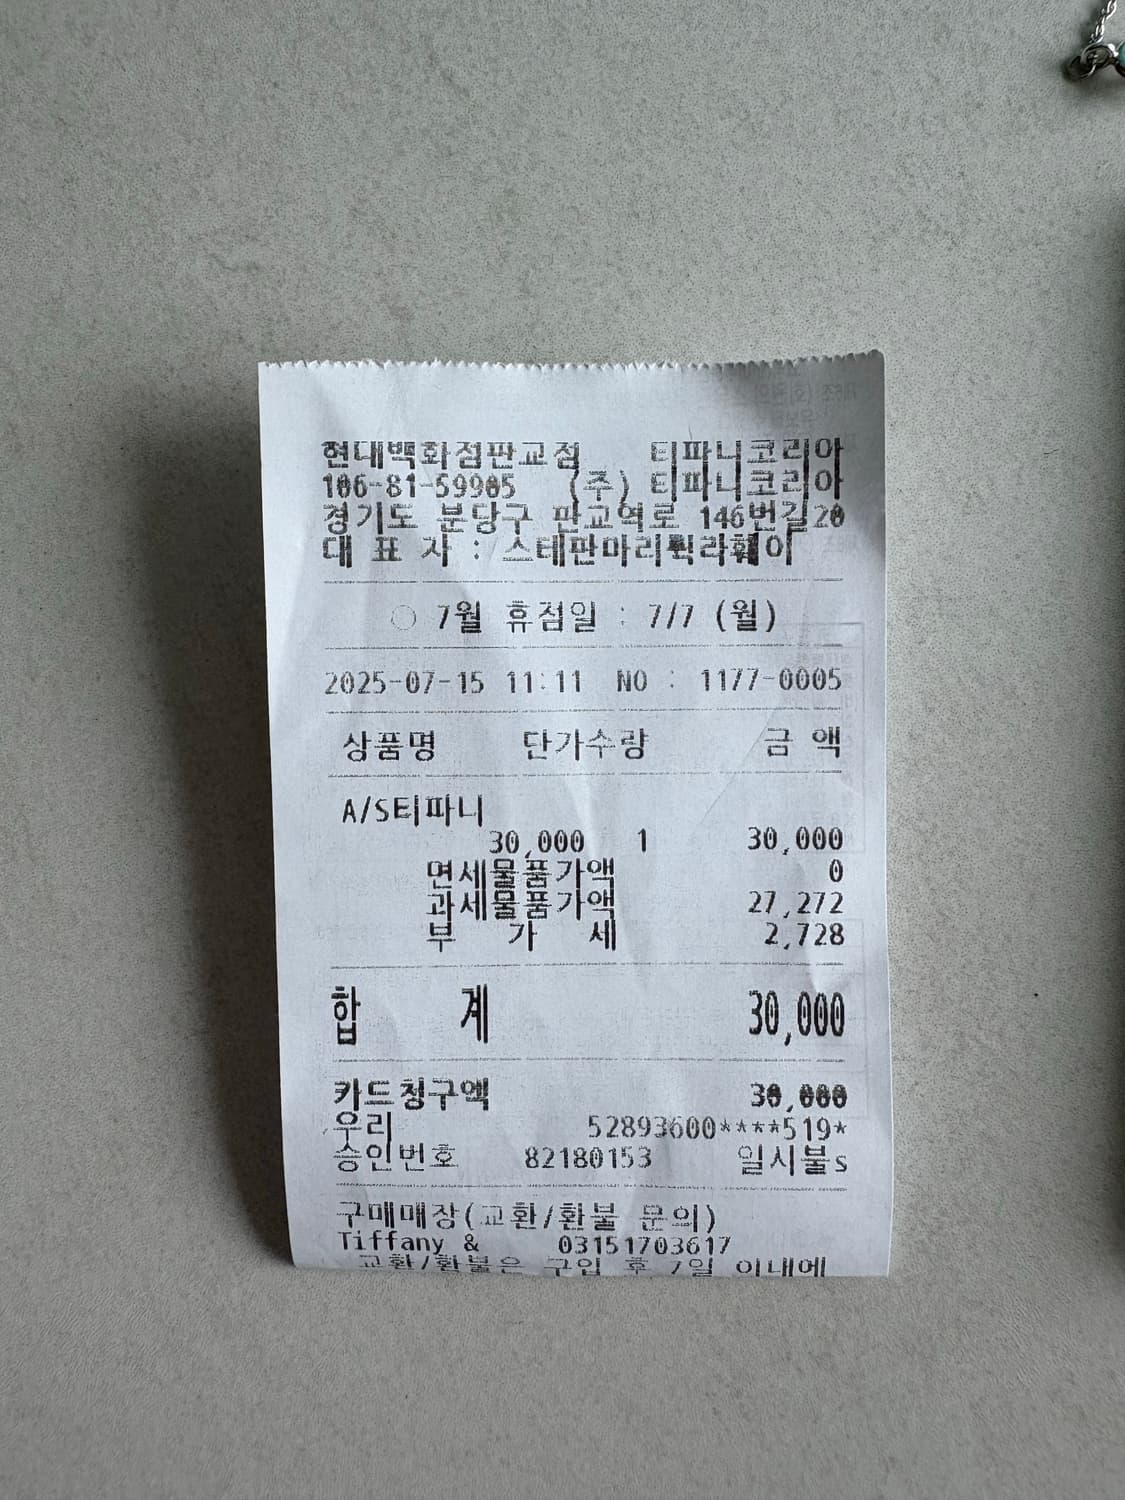 현대백화점판교점 티파니코리아
106-81-59905 (주) 티파니코리아
경기도 분당구 판교역로 146번길20
대 표 자 :
○ 7월 휴점일 : 7/7 (월)
2025-07-15 11:11 NO : 1177-0005
상품명 단가수량 금 액
A/S티파니
30,000 1 30,000
면세물품가액 0
과세물품가액 27,272
부 가 세 2,728
합 계 30,000
카드청구액 30,000
우리 52893600****519*
승인번호 82180153 일시불s
구매매장(교환/환불 문의)
Tiffany & 03151703617
교환/환불은 구입 후 7일 이내에